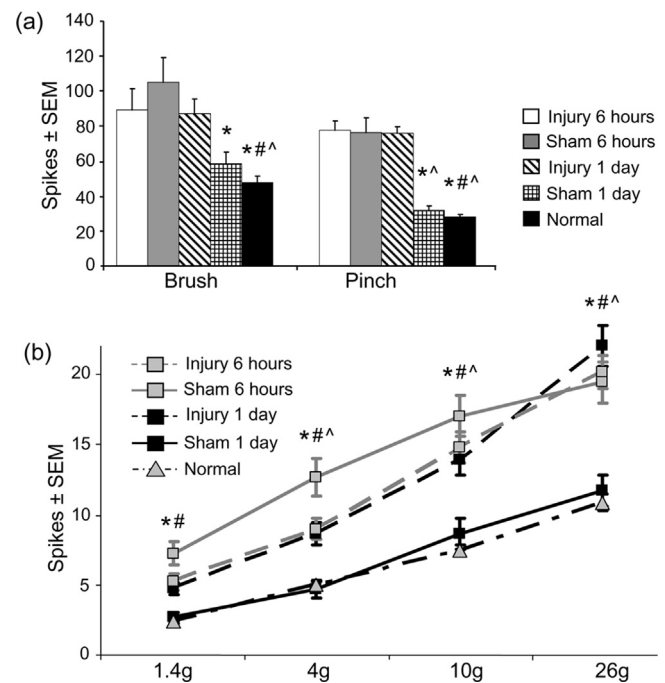 (a)
Spikes ± SEM
140
120
100
80
60
40
20
0
*
*#^
*^
*#^
Brush
Pinch
Injury 6 hours
Sham 6 hours
Injury 1 day
Sham 1 day
Normal
(b)
Spikes ± SEM
20
15
10
5
0
Injury 6 hours
Sham 6 hours
Injury 1 day
Sham 1 day
Normal
*#
*#^
*#^
*#^
1.4g
4g
10g
26g